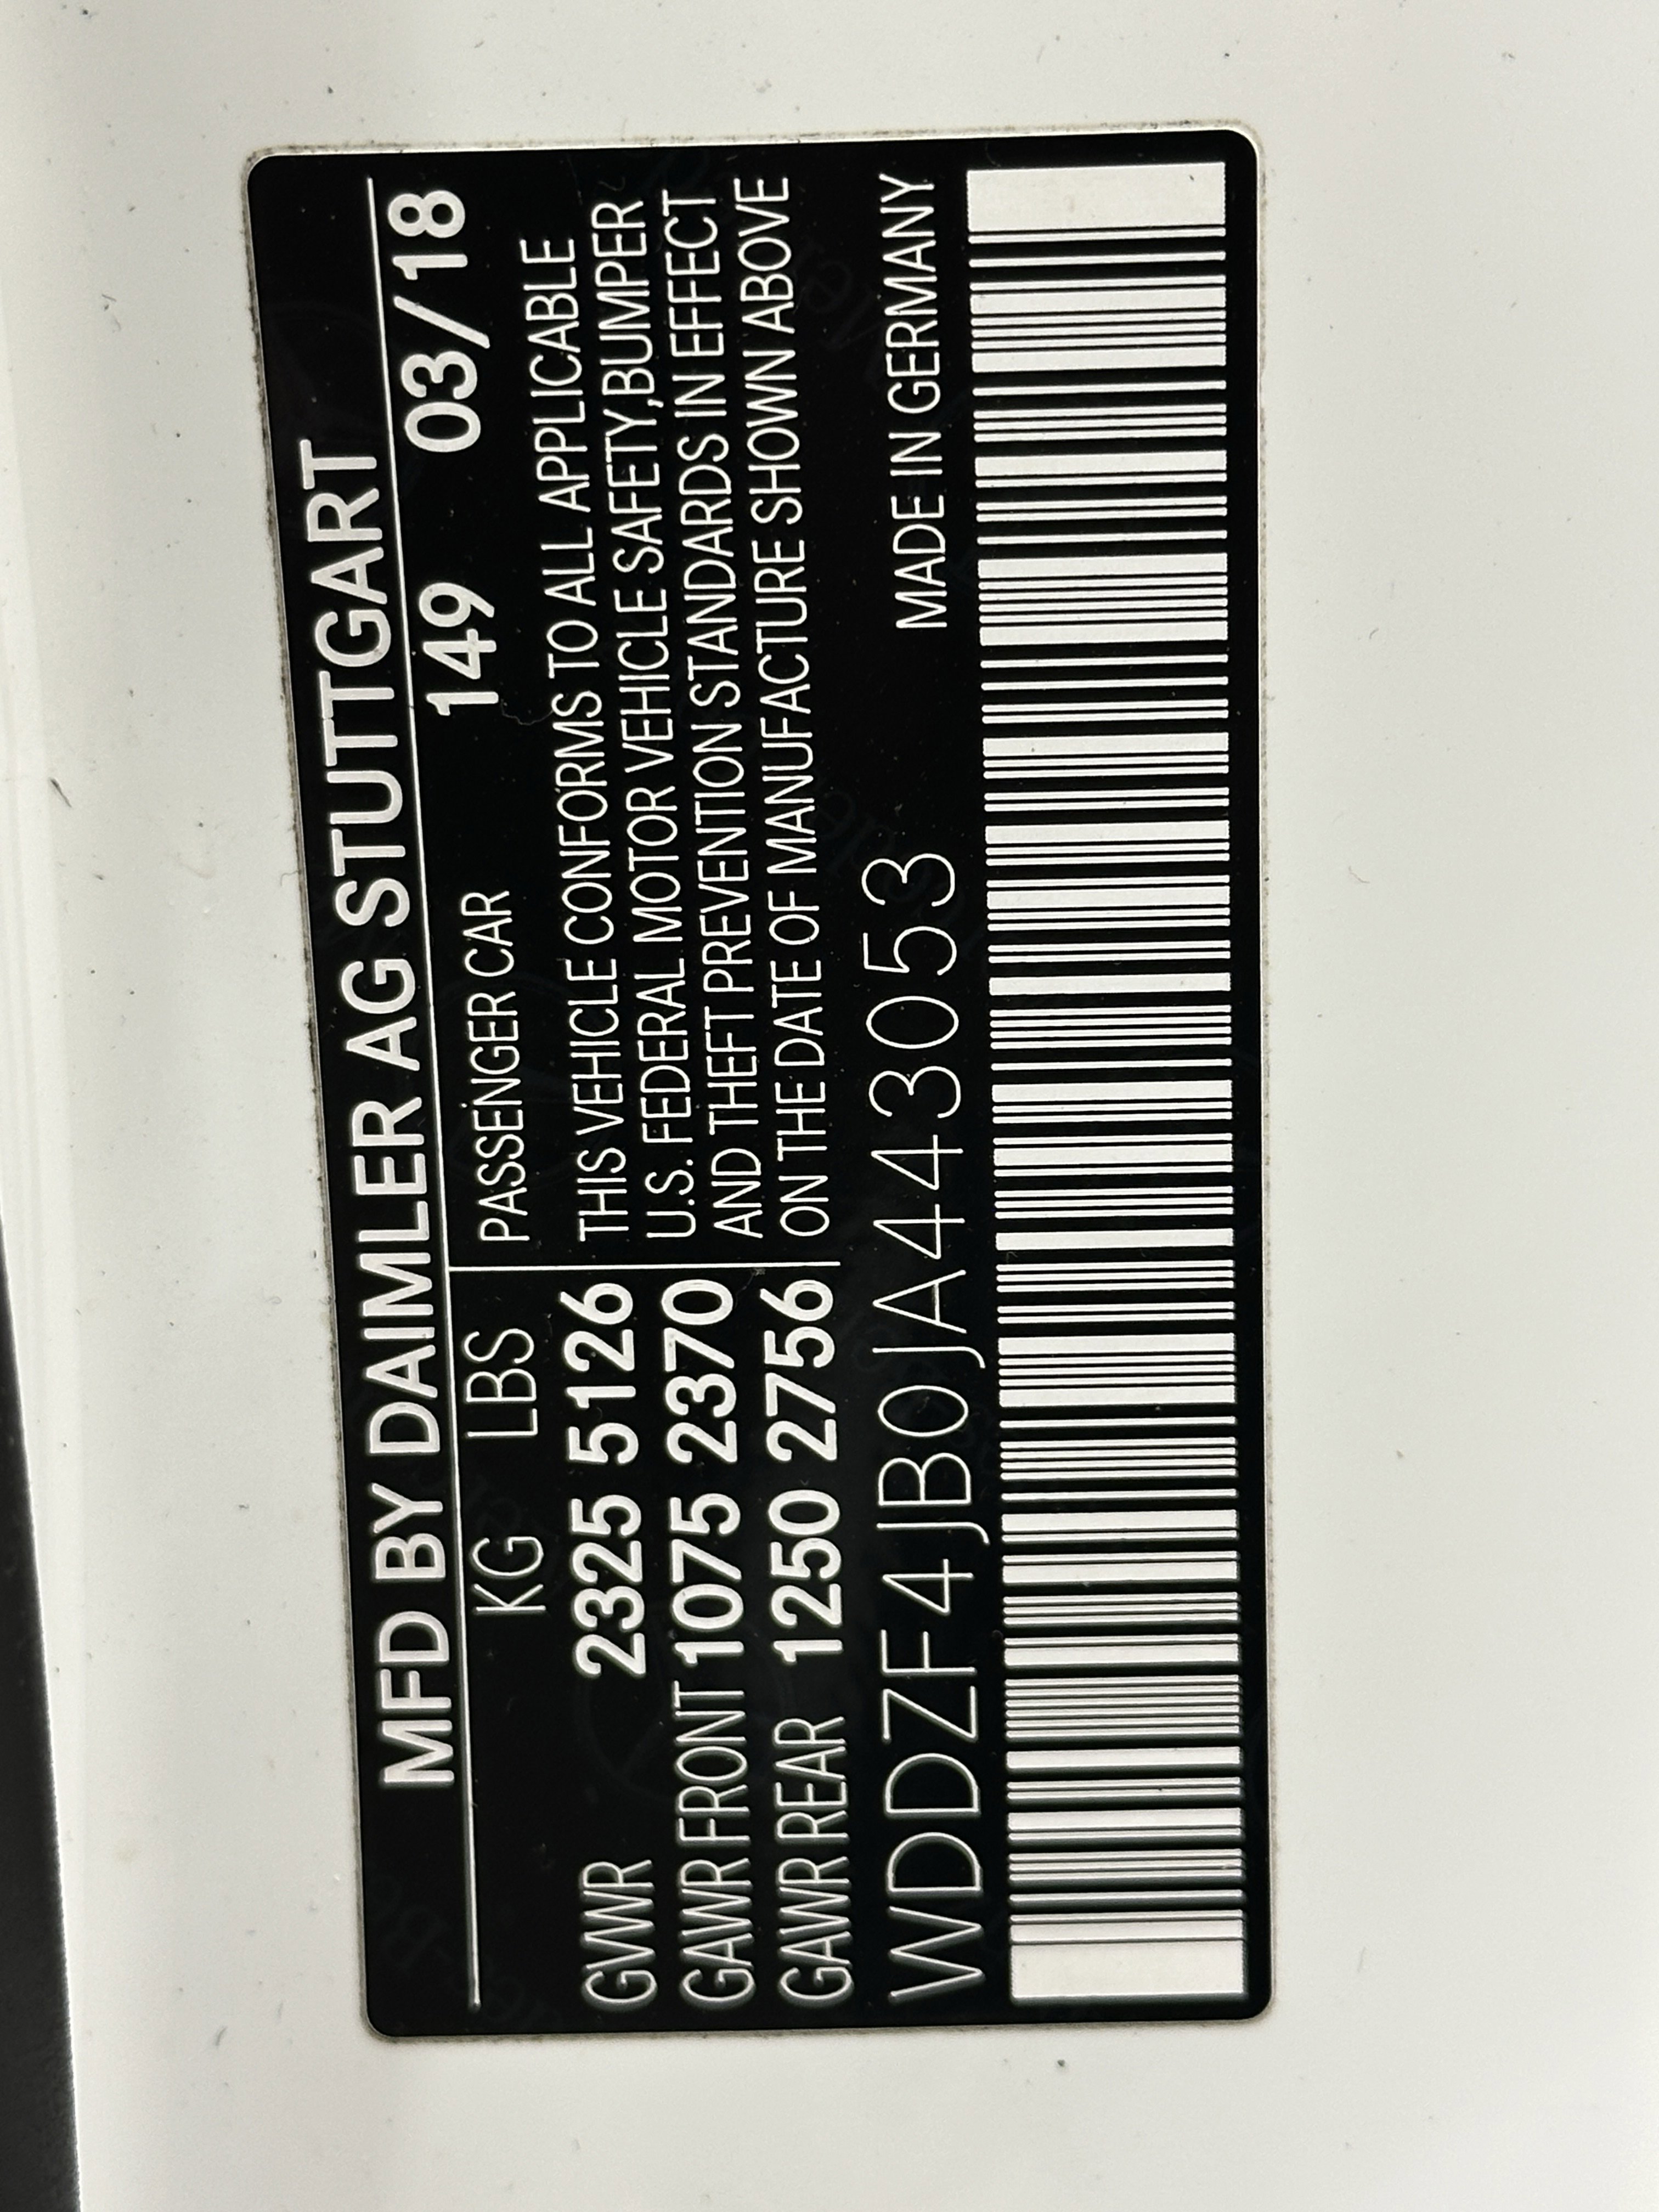 MFD BY DAIMLER AG STUTTGART
149 03/18
KG LBS
GVWR 2325 5126
GAWR FRONT 1075 2370
GAWR REAR 1250 2756
PASSENGER CAR
THIS VEHICLE CONFORMS TO ALL APPLICABLE
U.S. FEDERAL MOTOR VEHICLE SAFETY,BUMPER
AND THEFT PREVENTION STANDARDS IN EFFECT
ON THE DATE OF MANUFACTURE SHOWN ABOVE
WDDZF4JB0JA443053
MADE IN GERMANY